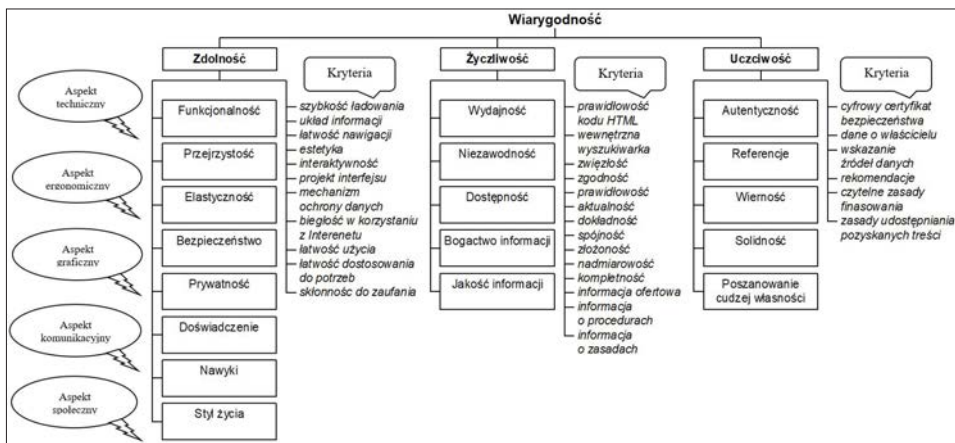 Wiarygodność
Aspekt
techniczny
Aspekt
ergonomiczny
Aspekt
graficzny
Aspekt
komunikacyjny
Aspekt
społeczny
Zdolność
Funkcjonalność
Przejrzystość
Elastyczność
Bezpieczeństwo
Prywatność
Doświadczenie
Nawyki
Styl życia
Kryteria
szybkość ładowania
układ informacji
łatwość nawigacji
estetyka
interaktywność
projekt interfejsu
mechanizm
ochrony danych
biegłość w korzystaniu
z Interenetu
łatwość użycia
łatwość dostosowania
do potrzeb
skłonnośc do zaufania
Życzliwość
Wydajność
Niezawodność
Dostępność
Bogactwo informacji
Jakość informacji
Kryteria
prawidłowość
kodu HTML
wewnętrzna
wyszukiwarka
zwięzłość
zgodność
prawidłowość
aktualność
dokładność
spójność
złożoność
nadmiarowość
kompletność
informacja ofertowa
informacja
o procedurach
informacja
o zasadach
Uczciwość
Autentyczność
Referencje
Wierność
Solidność
Poszanowanie
cudzej własności
Kryteria
cyfrowy certyfikat
bezpieczeństwa
dane o właścicielu
wskazanie
źródeł danych
rekomendacje
czytelne zasady
finasowania
zasady udostępniania
pozyskanych treści